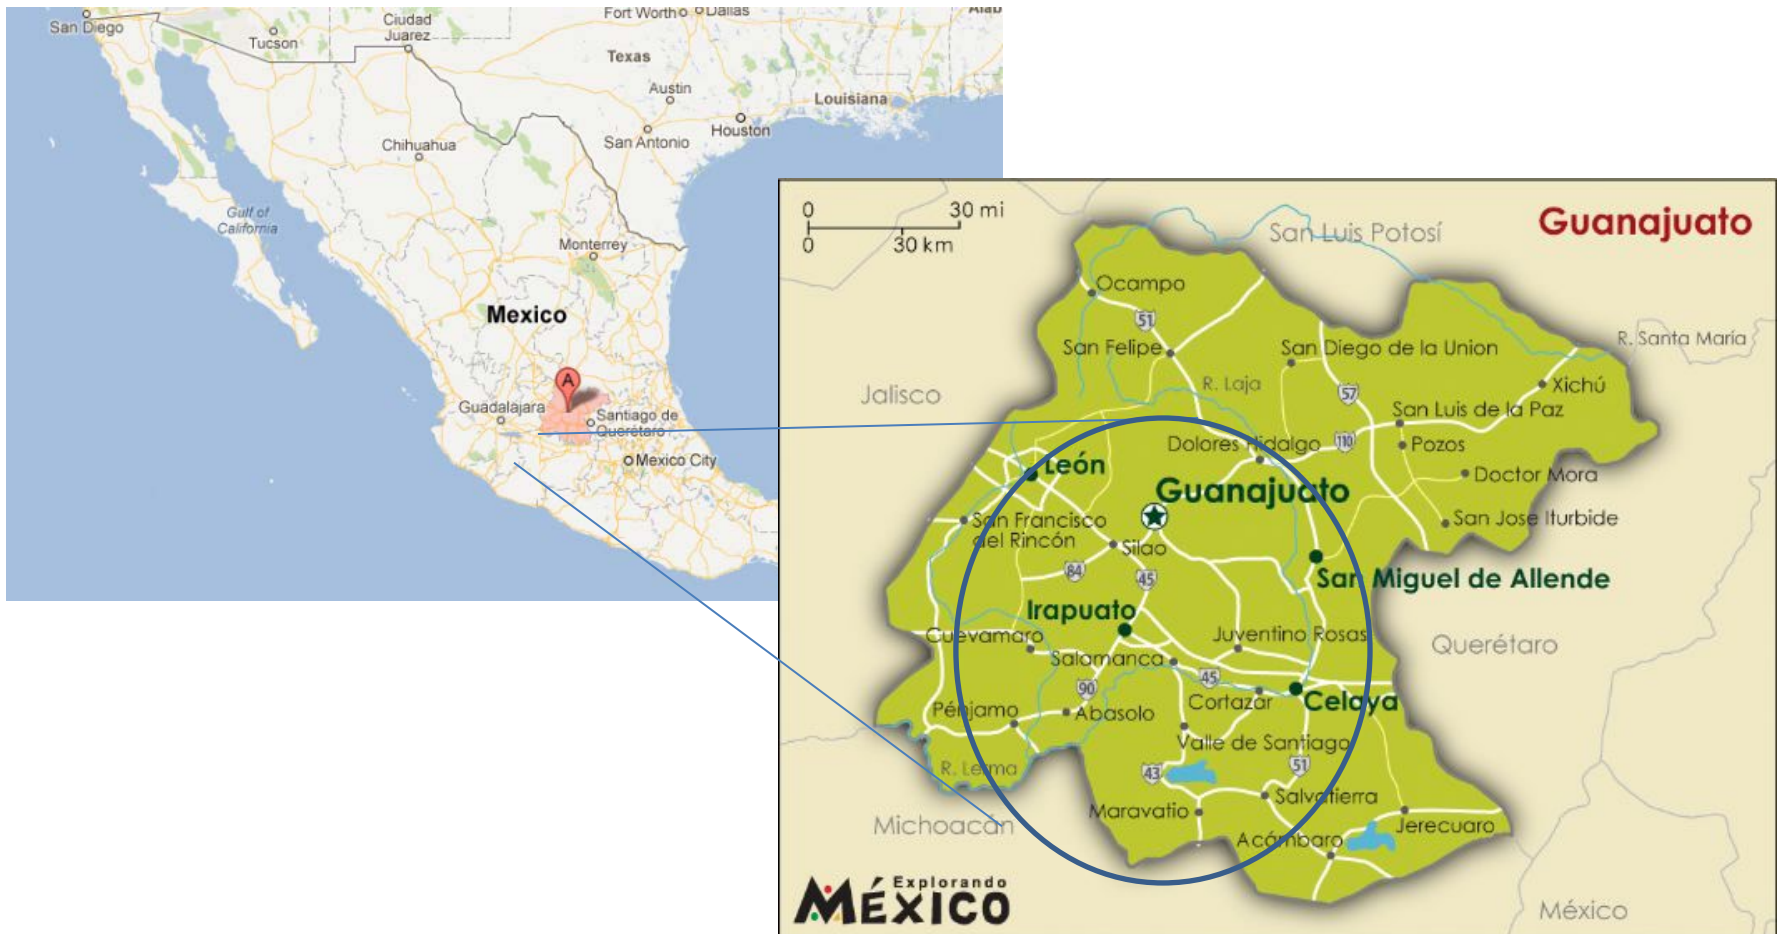 San Diego
Tucson
Ciudad
Juarez
Fort Worth
Dallas
Texas
Austin
Louisiana
San Antonio
Houston
Chihuahua
Gulf of
California
Monterrey
Mexico
A
Guadalajara
Santiago de
Querétaro
Mexico City
0
30 mi
0
30 km
San Luis Potosí
Guanajuato
Ocampo
51
San Felipe
San Diego de la Union
R. Santa María
Jalisco
R. Laja
57
Xichú
San Luis de la Paz
Dolores Hidalgo
110
Pozos
León
Doctor Mora
Guanajuato
San Francisco
del Rincón
Silao
San Jose Iturbide
84
45
San Miguel de Allende
Irapuato
Cuevamaro
Juventino Rosas
Querétaro
Salamanca
45
90
Cortazar
Celaya
Pénjamo
Abasolo
Valle de Santiago
R. Lerma
43
51
Maravatio
Salvatierra
Michoacán
Acámbaro
Jerecuaro
Explorando
MÉXICO
México